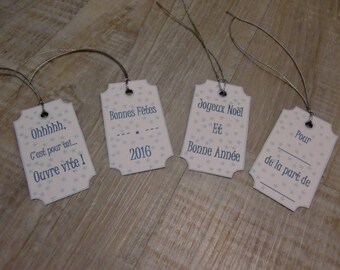 Ohhhhh,
C'est pour toi...
Ouvre vite !
Bonnes Fêtes
2016
Joyeux Noël
Et
Bonne Année
Pour
de la part de